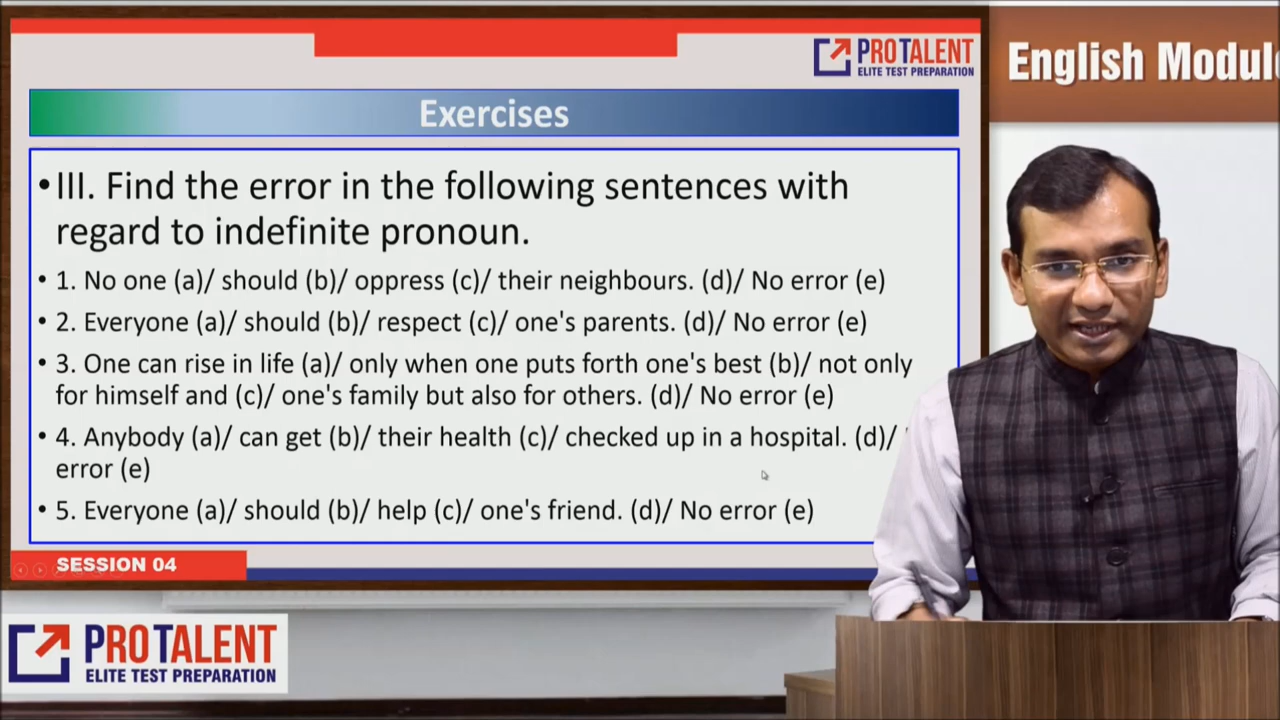 PROTALENT
ELITE TEST PREPARATION
English Module
Exercises
•III. Find the error in the following sentences with
regard to indefinite pronoun.
• 1. No one (a)/ should (b)/ oppress (c)/ their neighbours. (d)/ No error (e)
• 2. Everyone (a)/ should (b)/ respect (c)/ one's parents. (d)/ No error (e)
• 3. One can rise in life (a)/ only when one puts forth one's best (b)/ not only
for himself and (c)/ one's family but also for others. (d)/ No error (e)
• 4. Anybody (a)/ can get (b)/ their health (c)/ checked up in a hospital. (d)/
error (e)
• 5. Everyone (a)/ should (b)/ help (c)/ one's friend. (d)/ No error (e)
SESSION 04
PROTALENT
ELITE TEST PREPARATION